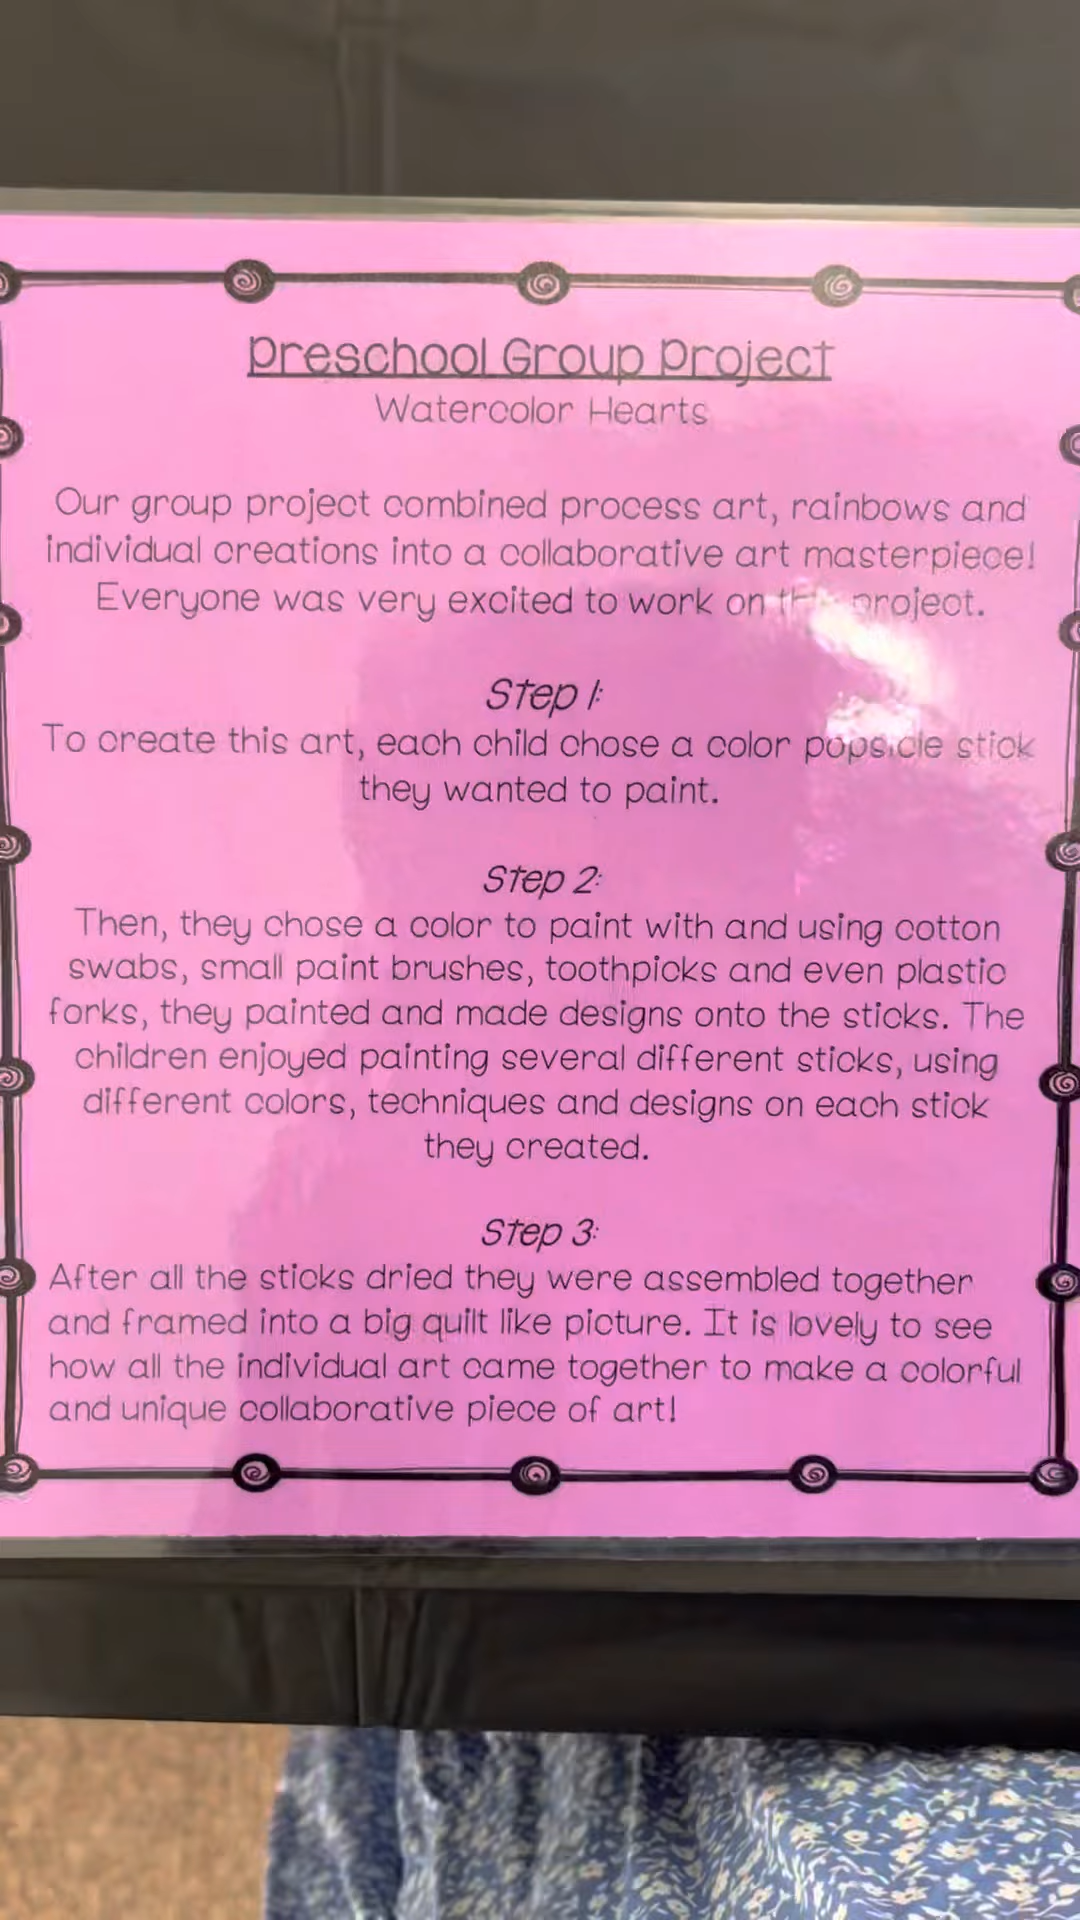 Preschool Group Project
Watercolor Hearts
Our group project combined process art, rainbows and
individual creations into a collaborative art masterpiece!
Everyone was very excited to work on project.
Step 1:
To create this art, each child chose a color popsicle stick
they wanted to paint.
Step 2:
Then, they chose a color to paint with and using cotton
swabs, small paint brushes, toothpicks and even plastic
forks, they painted and made designs onto the sticks. The
children enjoyed painting several different sticks, using
different colors, techniques and designs on each stick
they created.
Step 3:
After all the sticks dried they were assembled together
and framed into a big quilt like picture. It is lovely to see
how all the individual art came together to make a colorful
and unique collaborative piece of art!